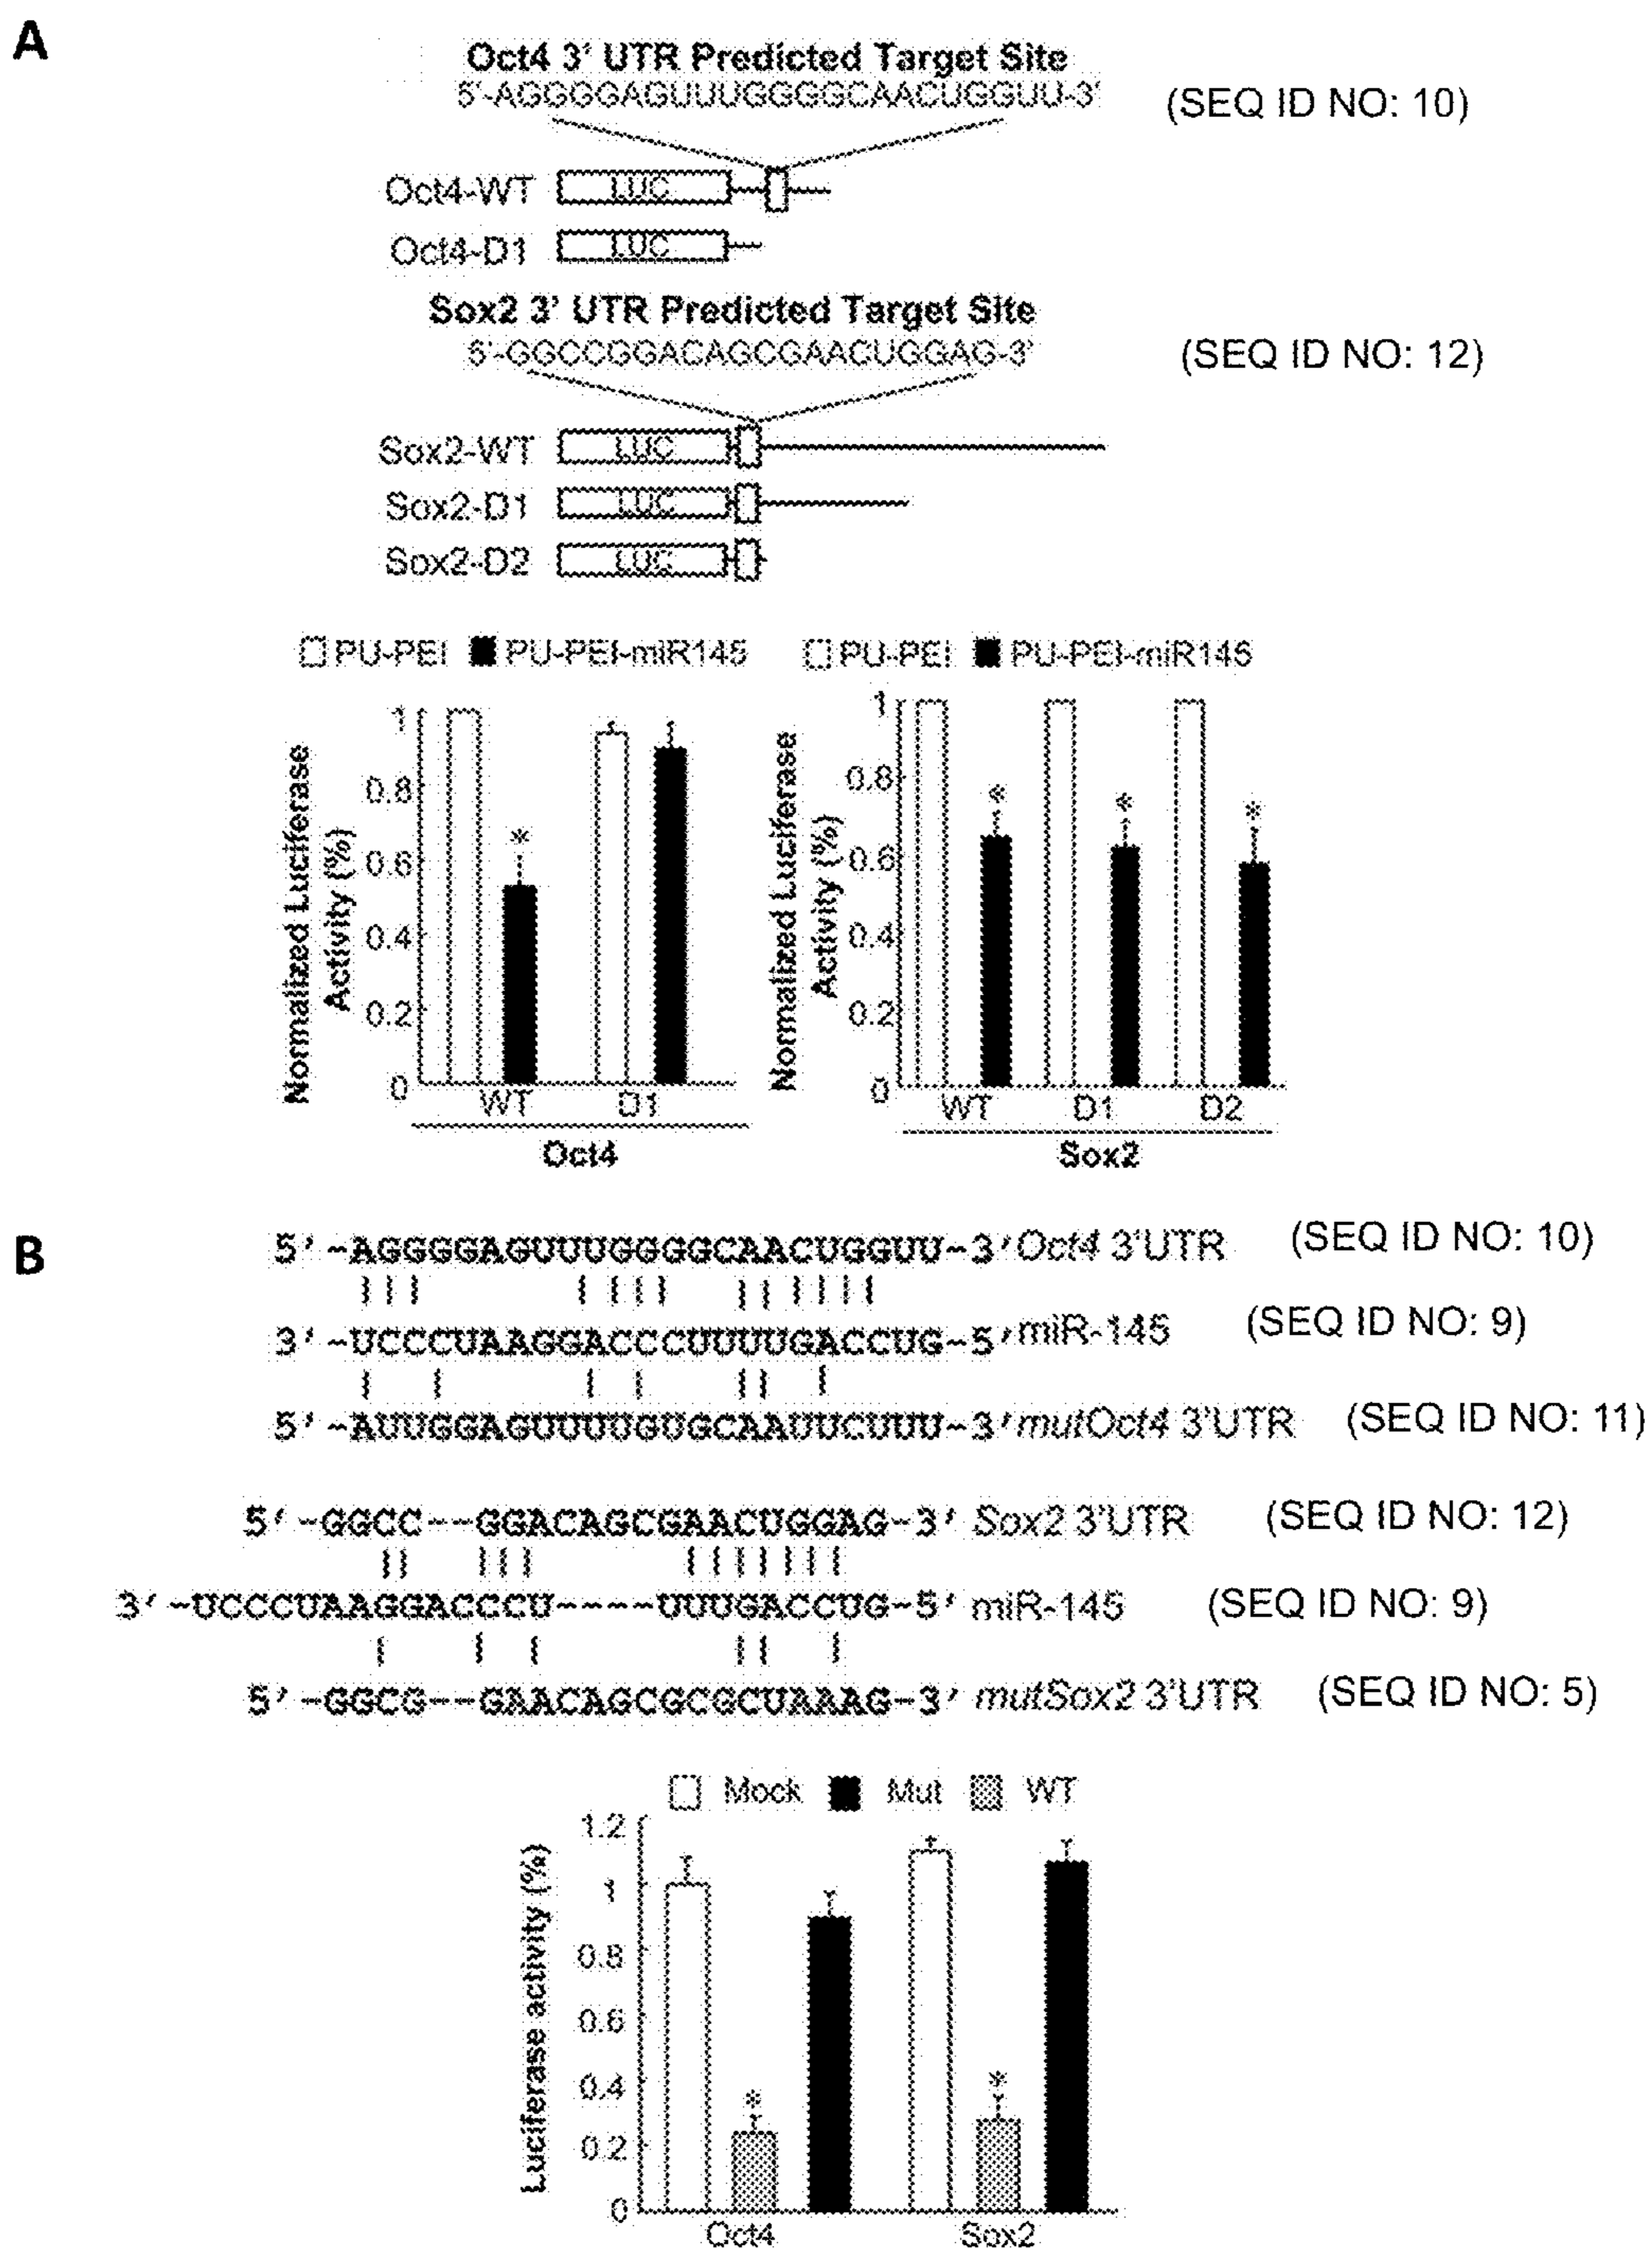 A
Oct4 3' UTR Predicted Target Site
5'-AGGGGAGUUUGGGGCAACUGGUU-3'
(SEQ ID NO: 10)
Oct4-WT LUC
Oct4-D1 LUC
Sox2 3' UTR Predicted Target Site
5'-GGCCGGACAGCGAACUGGAG-3'
(SEQ ID NO: 12)
Sox2-WT LUC
Sox2-D1 LUC
Sox2-D2 LUC
PU-PEI PU-PEI-miR145
Normalized Luciferase
Activity (%)
1
0.8
0.6
0.4
0.2
0
*
WT D1
Oct4
PU-PEI PU-PEI-miR145
Normalized Luciferase
Activity (%)
1
0.8
0.6
0.4
0.2
0
* * *
WT D1 D2
Sox2
B
5'-AGGGGAGUUUGGGGCAACUGGUU-3' Oct4 3'UTR (SEQ ID NO: 10)
3'-UCCCUAAGGACCCUUUUGACCUG-5' miR-145 (SEQ ID NO: 9)
5'-AUUGGAGUUUUGUGCAAUUCUUU-3' mutOct4 3'UTR (SEQ ID NO: 11)
5'-GGCC--GGACAGCGAACUGGAG-3' Sox2 3'UTR (SEQ ID NO: 12)
3'-UCCCUAAGGACCCU----UUUGACCUG-5' miR-145 (SEQ ID NO: 9)
5'-GGCG--GAACAGCGCGCUAAAG-3' mutSox2 3'UTR (SEQ ID NO: 5)
Mock Mut WT
Luciferase activity (%)
1.2
1
0.8
0.6
0.4
0.2
0
* *
Oct4 Sox2